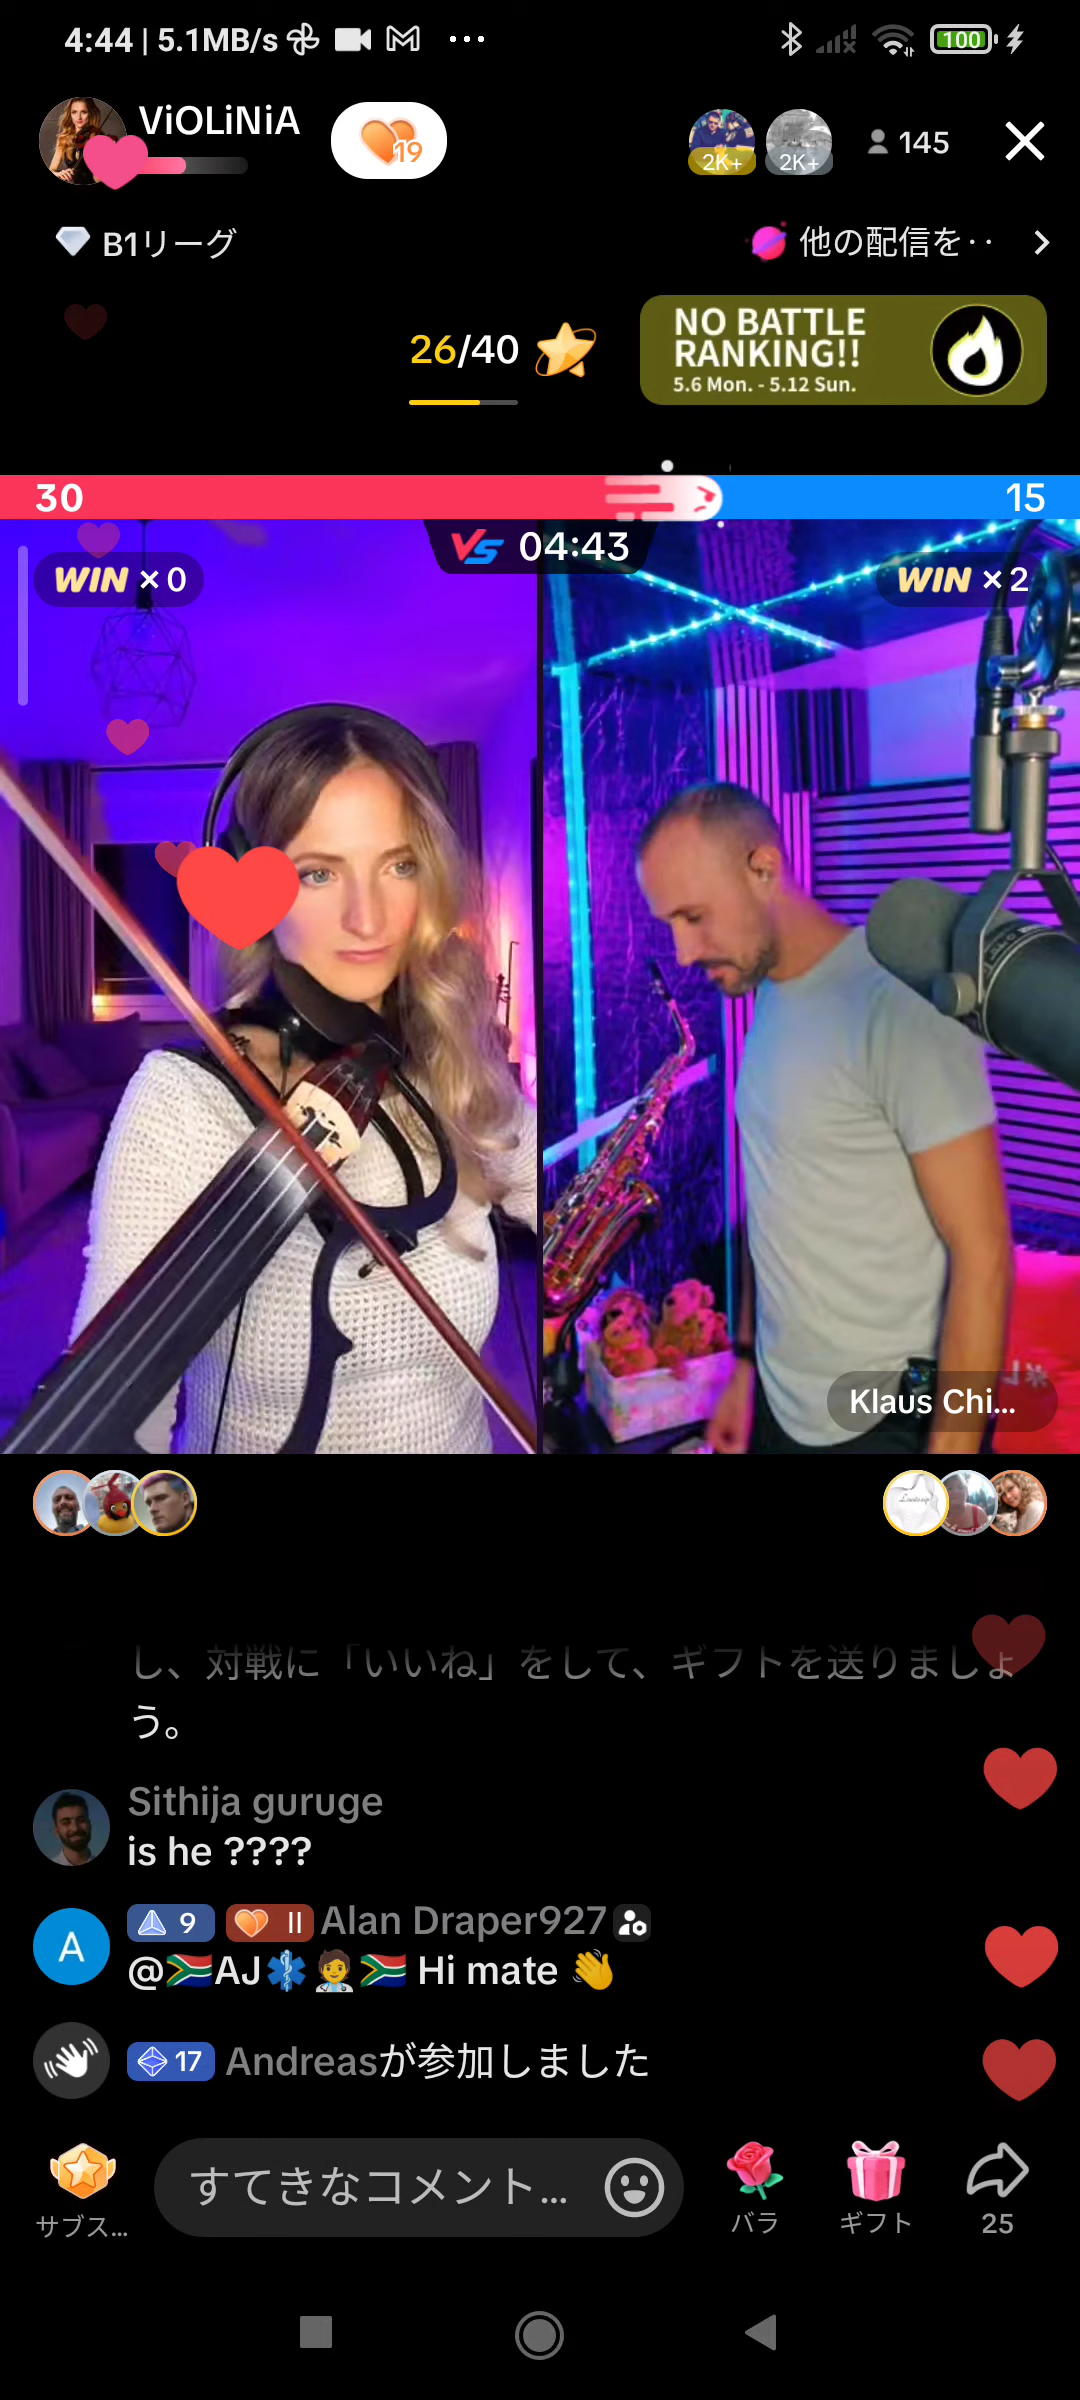 4:44 | 5.1MB/s
100
ViOLiNiA
19
2K+
2K+
145
B1リーグ
他の配信を‥
26/40
NO BATTLE
RANKING!!
5.6 Mon. - 5.12 Sun.
30
15
VS 04:43
WIN ×0
WIN ×2
Klaus Chi...
し、対戦に「いいね」をして、ギフトを送りましょ
う。
Sithija guruge
is he ????
9 II Alan Draper927
A
@🇿🇦AJ⚕️🧑‍⚕️🇿🇦 Hi mate 👋
17 Andreasが参加しました
すてきなコメント...
サブス...
バラ
ギフト
25